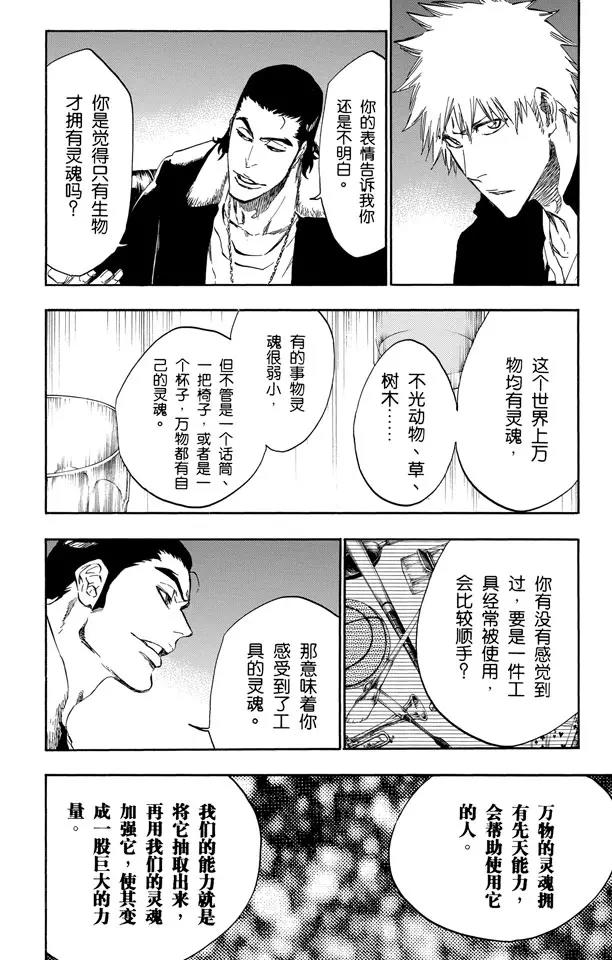 你的表情告诉我你
还是不明白。
你是觉得只有生物
才拥有灵魂吗？
这个世界上万
物均有灵魂，
不光动物、草、
树木……
有的事物灵
魂很弱小，
但不管是一个话筒、
一把椅子，或者是一
个杯子，万物都有自
己的灵魂。
你有没有感觉到
过，要是一件工
具经常被使用，
会比较顺手？
那意味着你
感受到了工
具的灵魂。
万物的灵魂拥
有先天能力，
会帮助使用它
的人。
我们的能力就是
将它抽取出来，
再用我们的灵魂
加强它，使其变
成一股巨大的力
量。